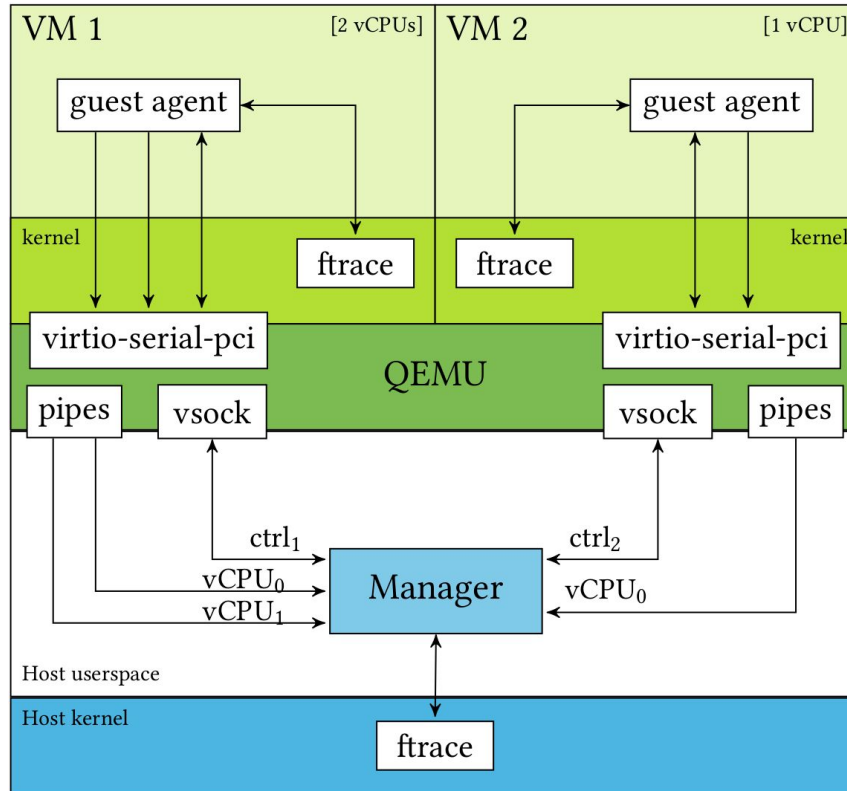 VM 1 [2 vCPUs] VM 2 [1 vCPU]
guest agent guest agent
kernel kernel
ftrace ftrace
virtio-serial-pci virtio-serial-pci
QEMU
pipes vsock vsock pipes
ctrl₁ ctrl₂
Manager
vCPU₀ vCPU₀
vCPU₁
Host userspace
Host kernel
ftrace